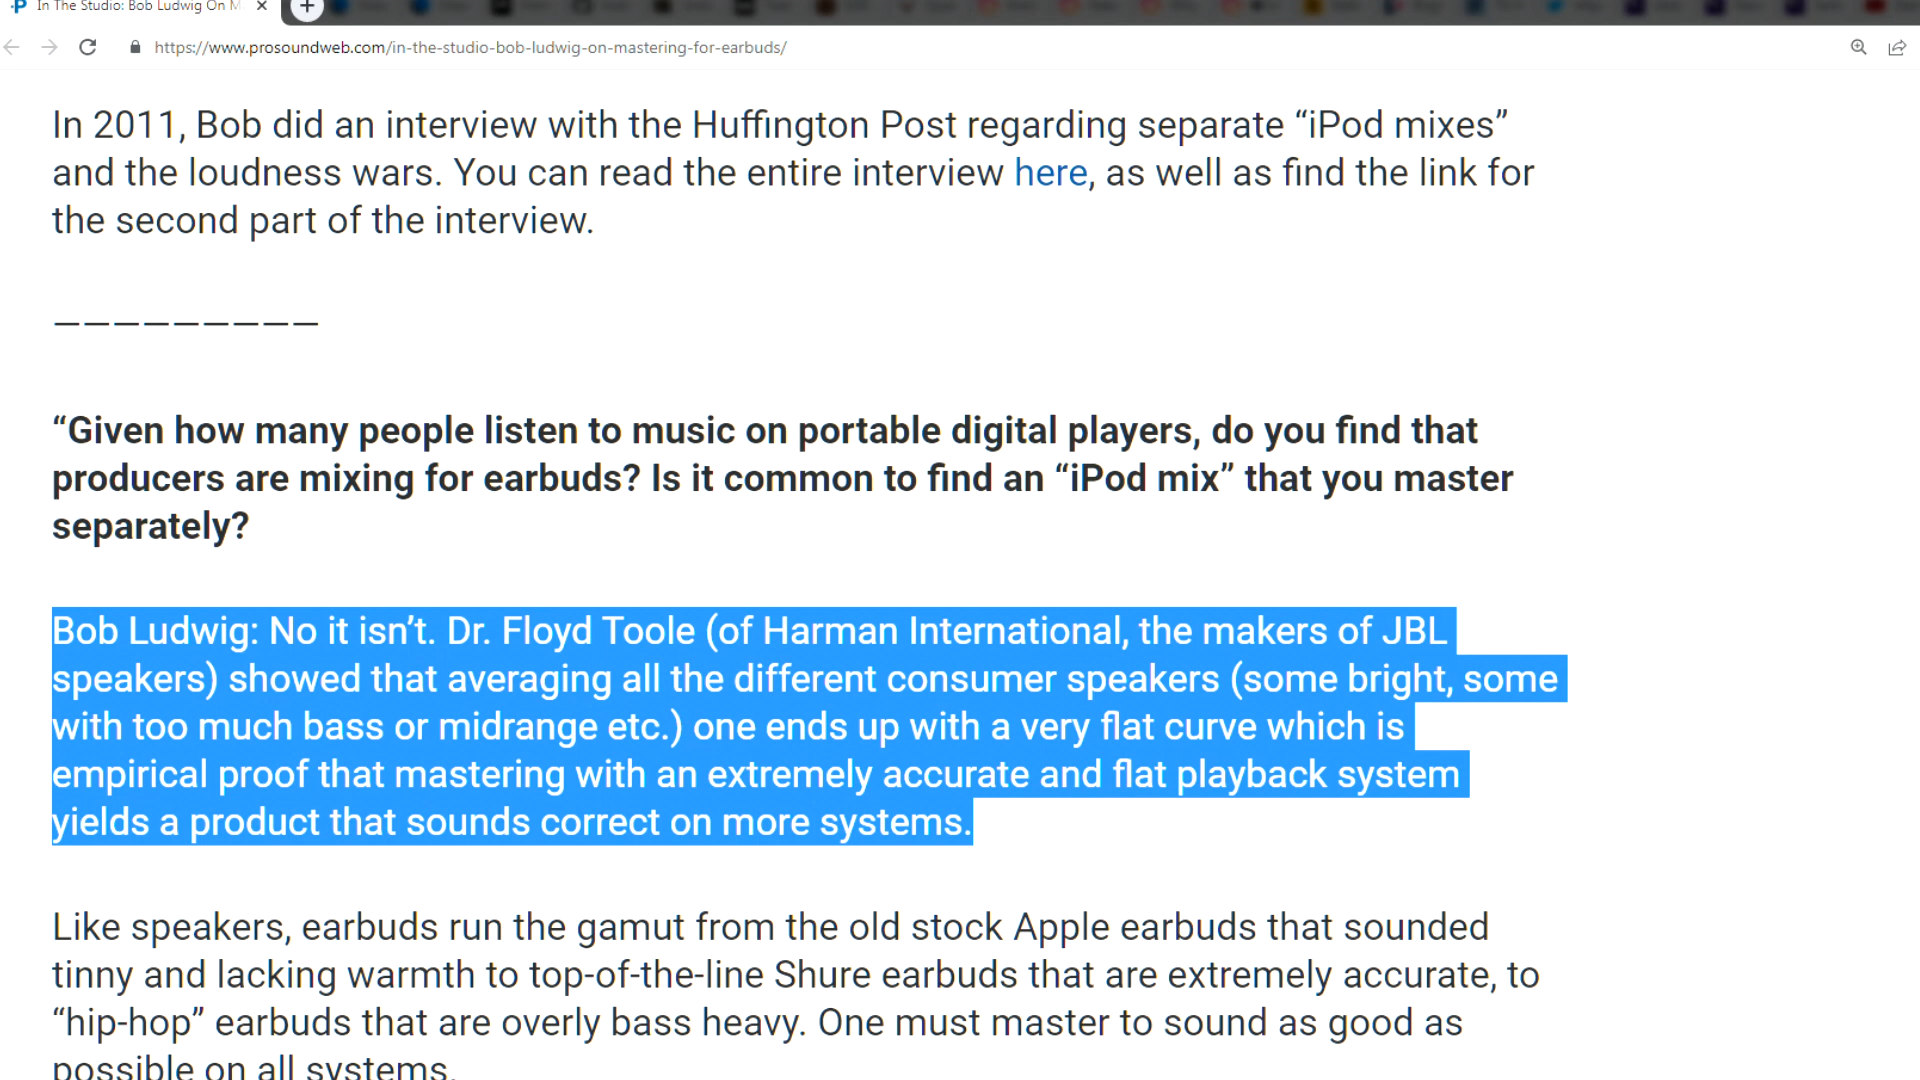 In The Studio: Bob Ludwig On M
https://www.prosoundweb.com/in-the-studio-bob-ludwig-on-mastering-for-earbuds/
In 2011, Bob did an interview with the Huffington Post regarding separate “iPod mixes”
and the loudness wars. You can read the entire interview here, as well as find the link for
the second part of the interview.
—————————
“Given how many people listen to music on portable digital players, do you find that
producers are mixing for earbuds? Is it common to find an “iPod mix” that you master
separately?
Bob Ludwig: No it isn’t. Dr. Floyd Toole (of Harman International, the makers of JBL
speakers) showed that averaging all the different consumer speakers (some bright, some
with too much bass or midrange etc.) one ends up with a very flat curve which is
empirical proof that mastering with an extremely accurate and flat playback system
yields a product that sounds correct on more systems.
Like speakers, earbuds run the gamut from the old stock Apple earbuds that sounded
tinny and lacking warmth to top-of-the-line Shure earbuds that are extremely accurate, to
“hip-hop” earbuds that are overly bass heavy. One must master to sound as good as
possible on all systems.